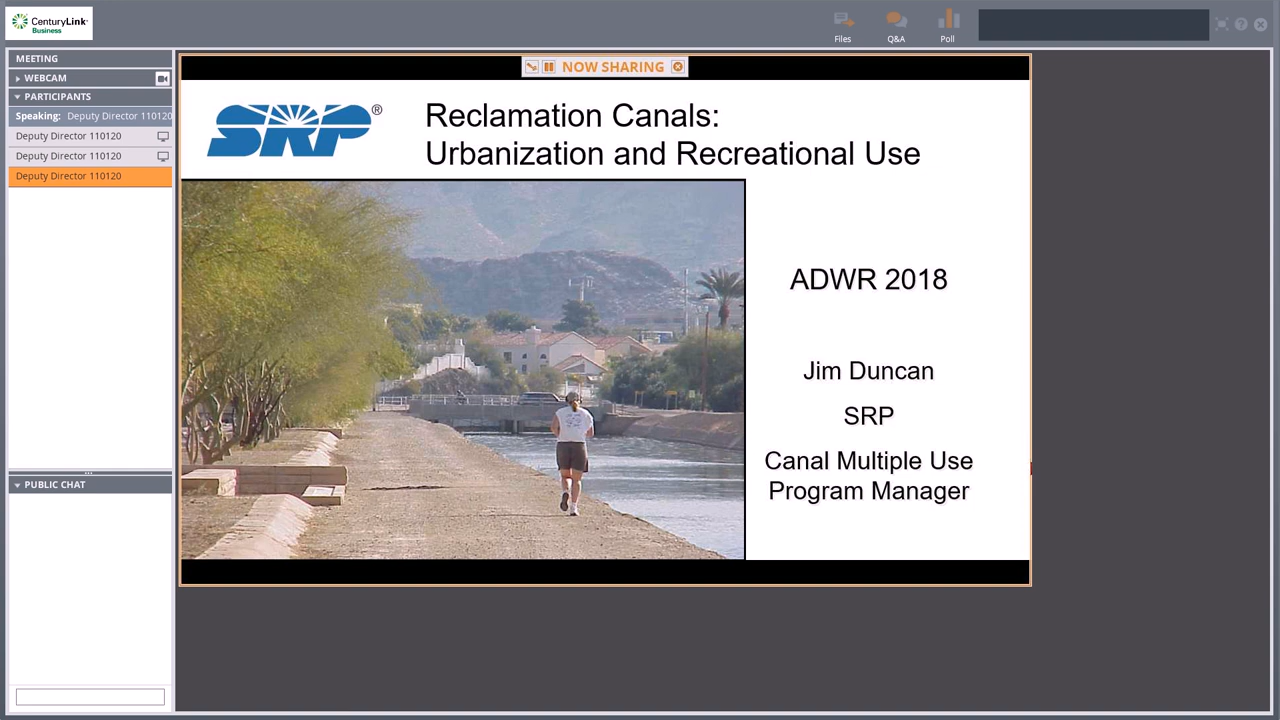 CenturyLink®
Business
Files
Q&A
Poll
MEETING
WEBCAM
PARTICIPANTS
Speaking: Deputy Director 110120
Deputy Director 110120
Deputy Director 110120
Deputy Director 110120
PUBLIC CHAT
NOW SHARING
SRP®
Reclamation Canals:
Urbanization and Recreational Use
ADWR 2018
Jim Duncan
SRP
Canal Multiple Use
Program Manager